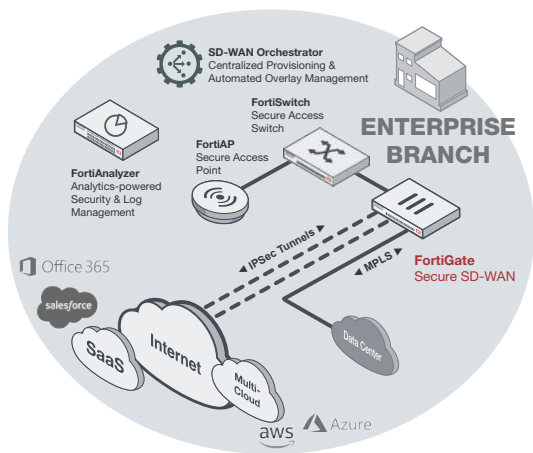 SD-WAN Orchestrator
Centralized Provisioning &
Automated Overlay Management
FortiSwitch
Secure Access
Switch
ENTERPRISE
BRANCH
FortiAP
Secure Access
Point
FortiAnalyzer
Analytics-powered
Security & Log
Management
FortiGate
Secure SD-WAN
IPSec Tunnels
MPLS
Office 365
salesforce
SaaS
Internet
Multi-
Cloud
Data Center
aws
Azure